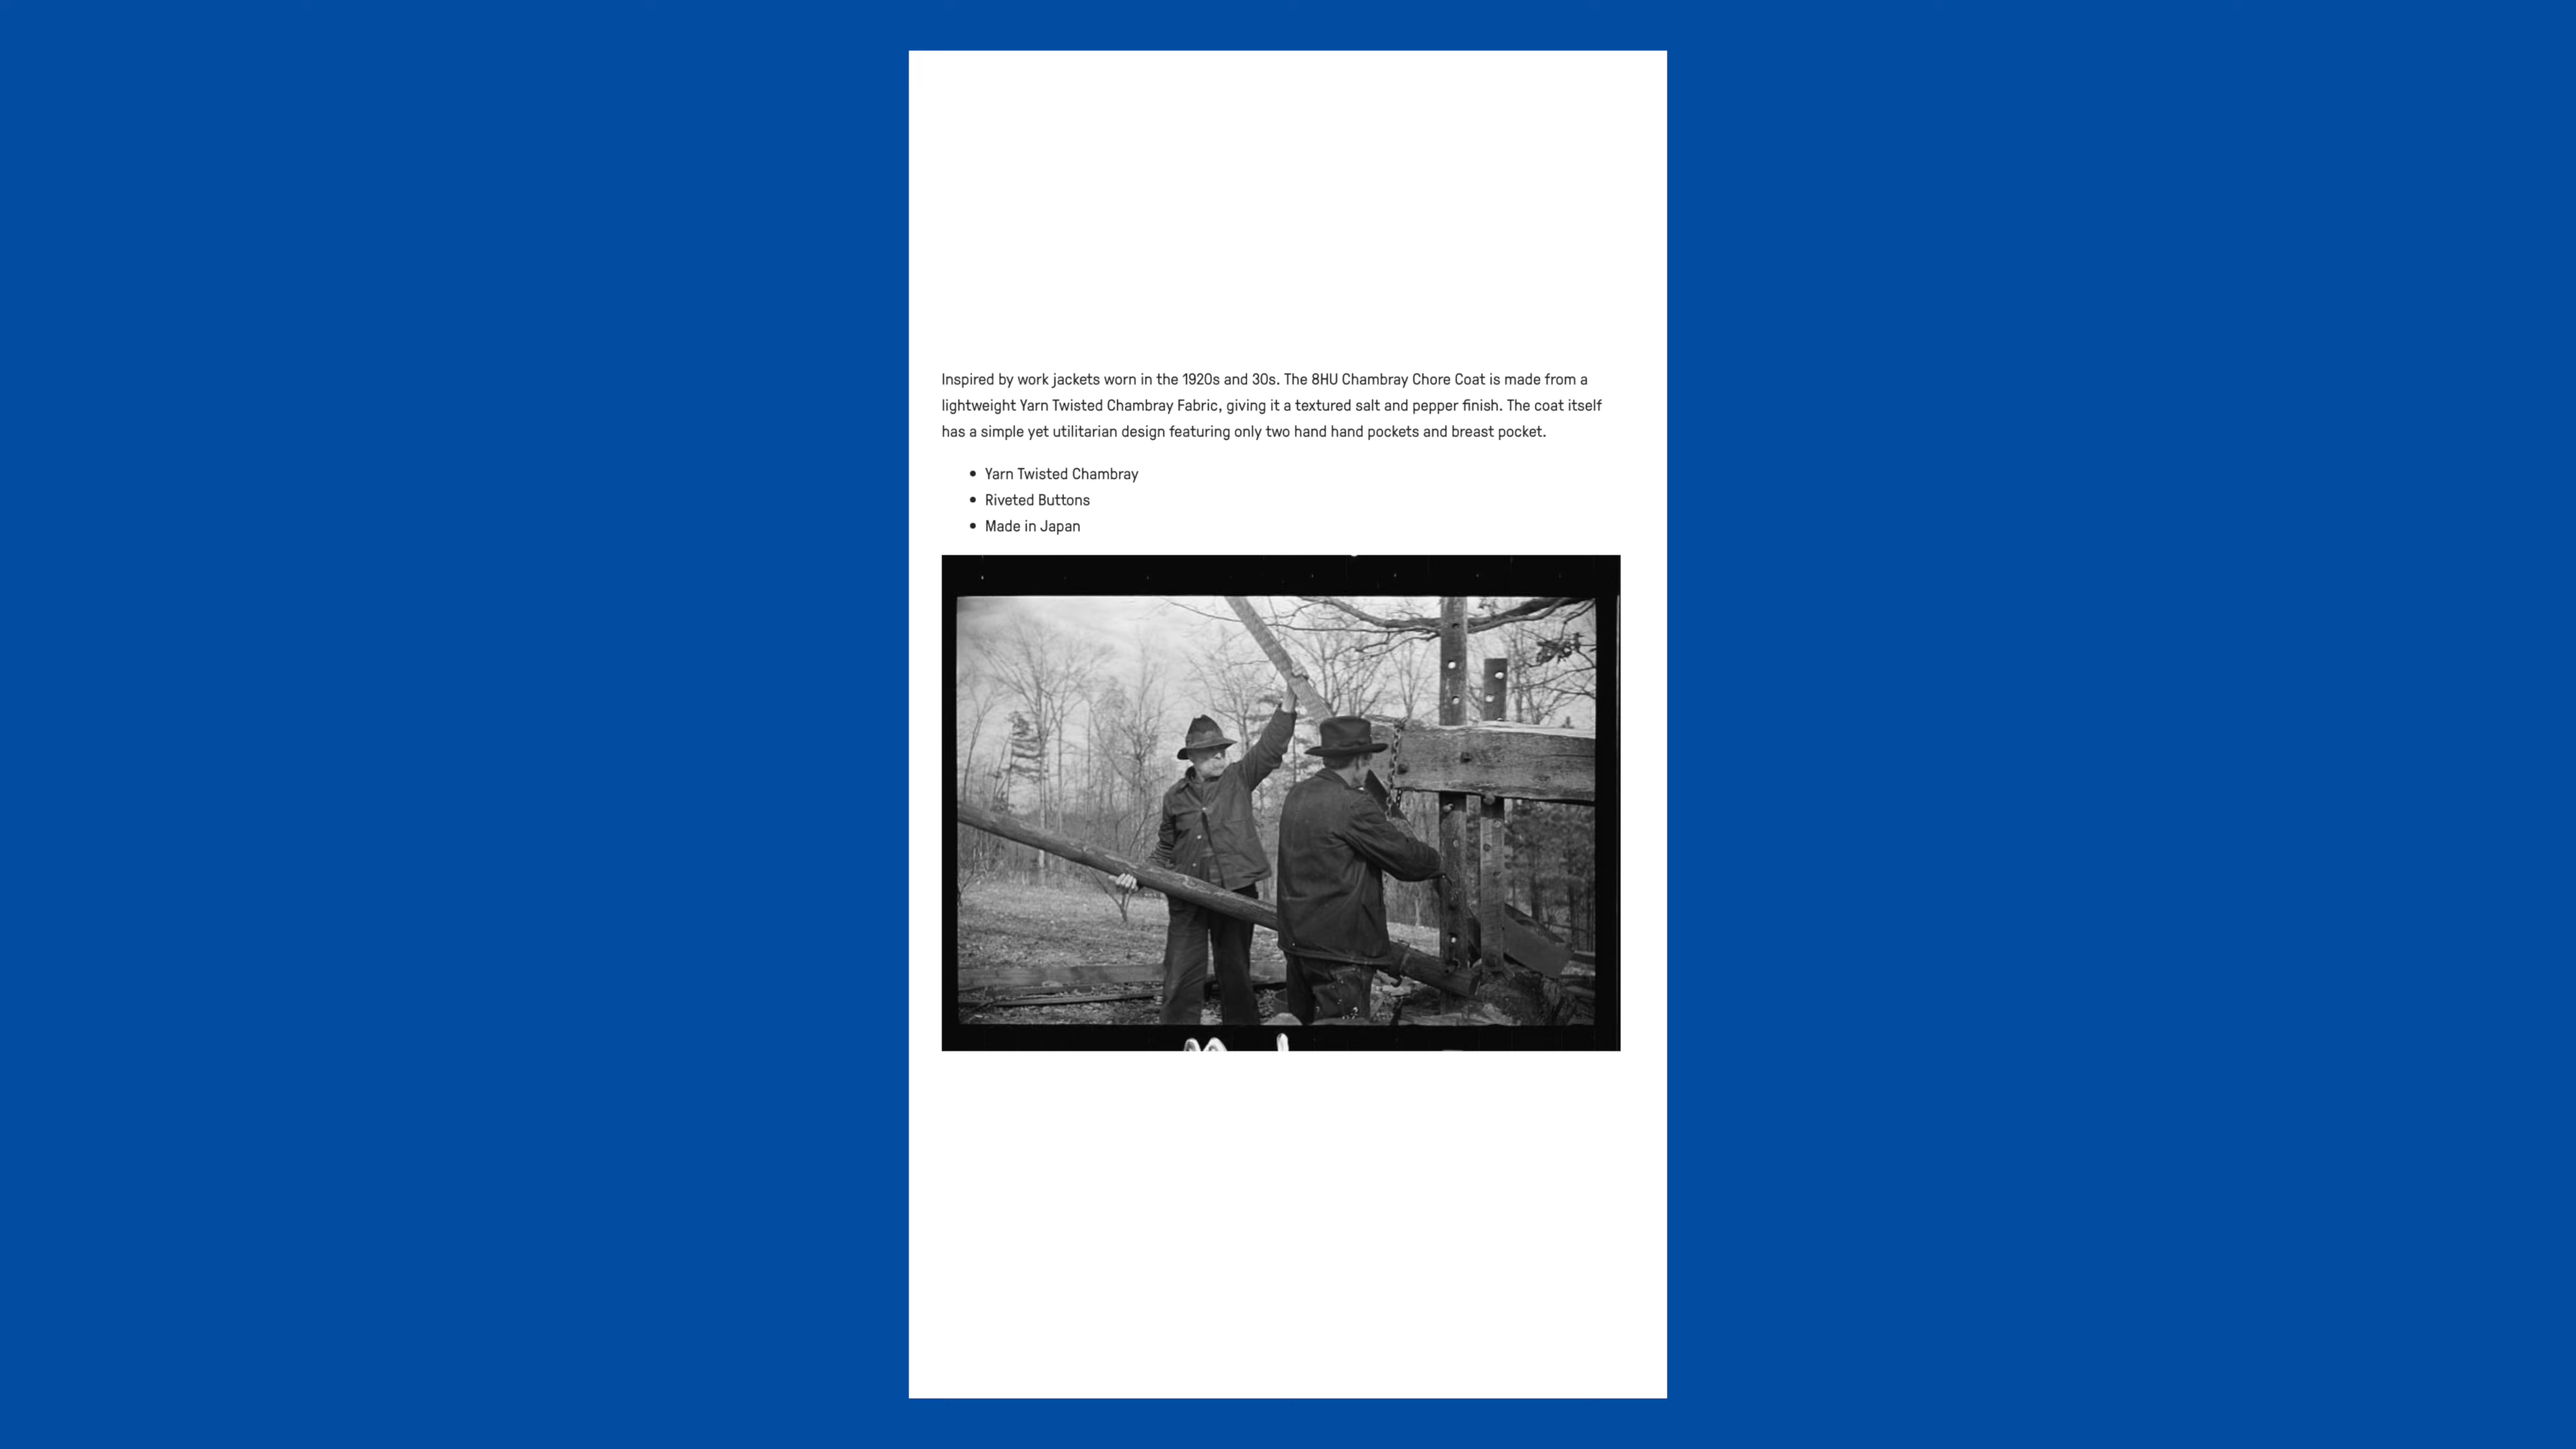 Inspired by work jackets worn in the 1920s and 30s. The 8HU Chambray Chore Coat is made from a
lightweight Yarn Twisted Chambray Fabric, giving it a textured salt and pepper finish. The coat itself
has a simple yet utilitarian design featuring only two hand hand pockets and breast pocket.
• Yarn Twisted Chambray
• Riveted Buttons
• Made in Japan